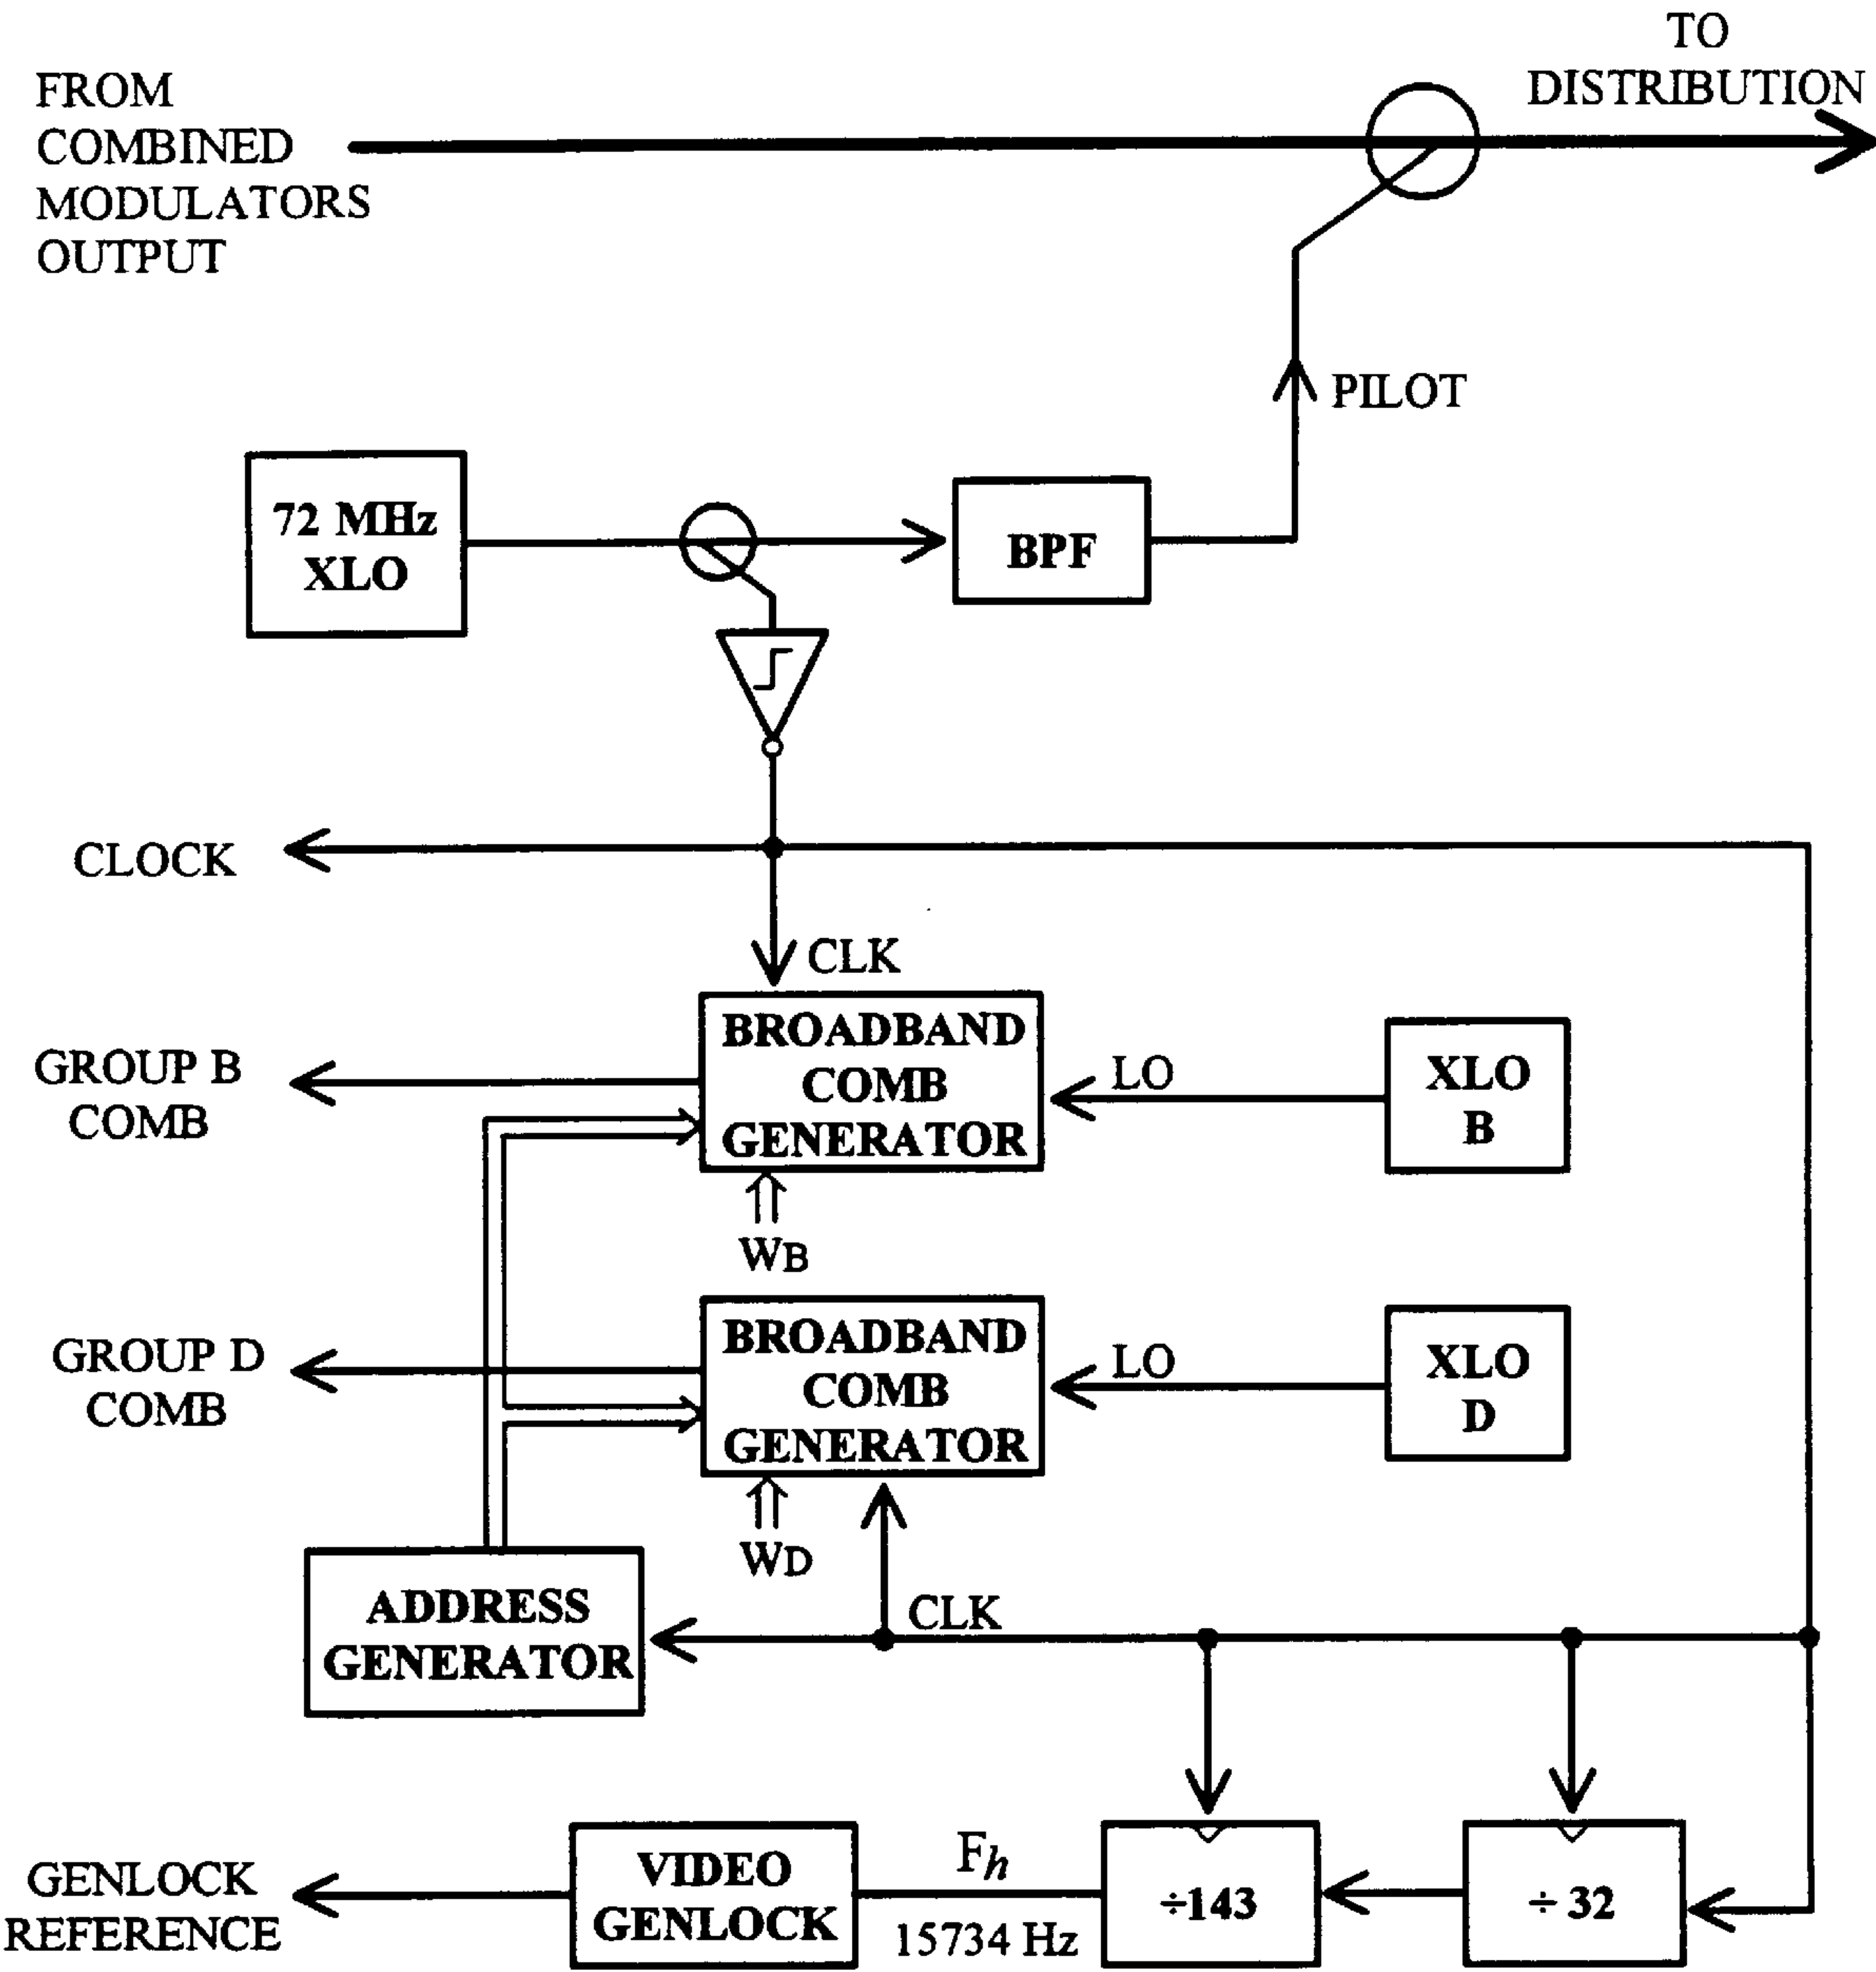 TO
DISTRIBUTION
FROM
COMBINED
MODULATORS
OUTPUT
PILOT
72 MHz
XLO
BPF
CLOCK
CLK
BROADBAND
COMB
GENERATOR
GROUP B
COMB
LO
XLO
B
WB
BROADBAND
COMB
GENERATOR
GROUP D
COMB
LO
XLO
D
WD
ADDRESS
GENERATOR
CLK
GENLOCK
REFERENCE
VIDEO
GENLOCK
Fh
15734 Hz
÷143
÷ 32